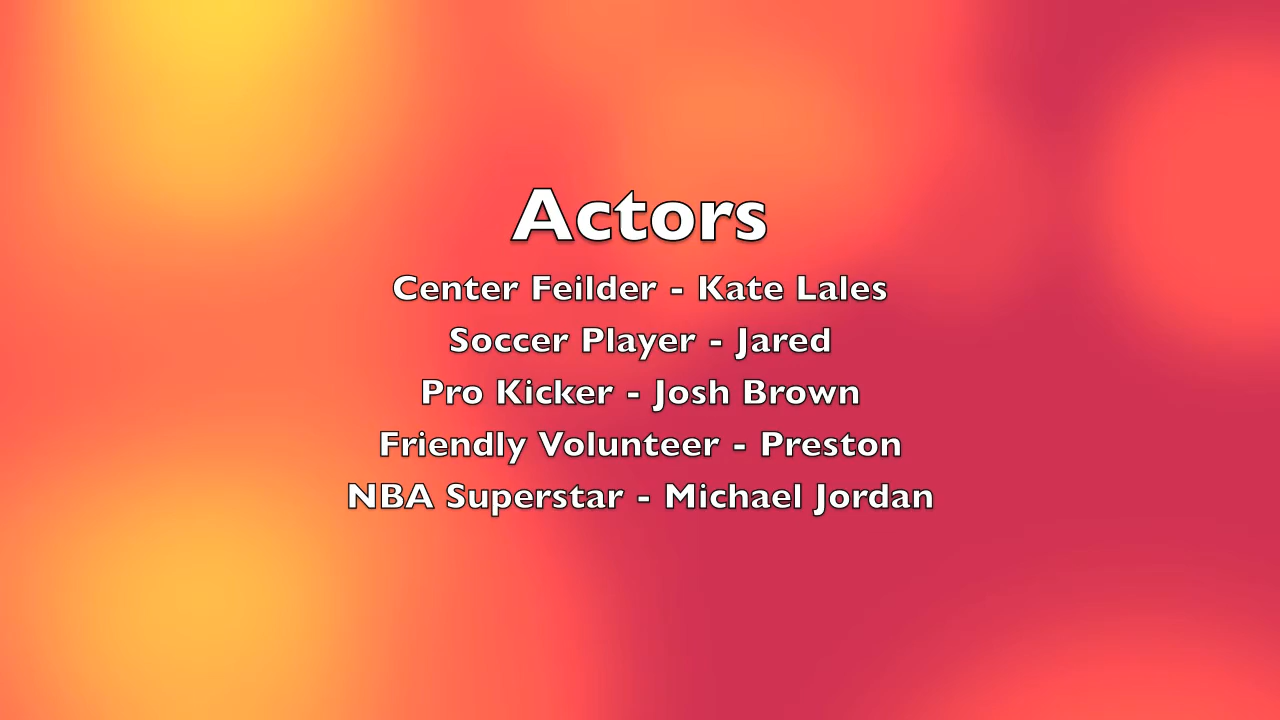 Actors
Center Feilder - Kate Lales
Soccer Player - Jared
Pro Kicker - Josh Brown
Friendly Volunteer - Preston
NBA Superstar - Michael Jordan